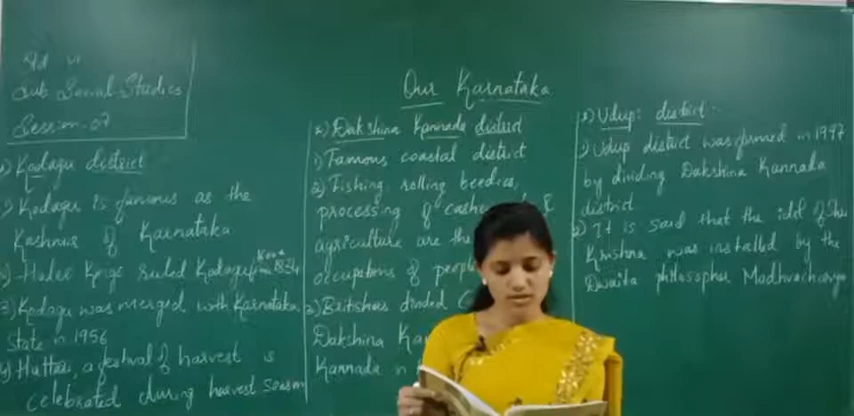 Std VI
Sub Social Studies
Session-07
Our Karnataka
1) Kodagu district
1) Kodagu is famous as the
Kashmir of Karnataka
2) Halee Kings ruled Kodagu 1834
3) Kodagu was merged with Karnataka
State in 1956
4) Huttari, a festival of harvest is
celebrated during harvest season
2) Dakshina Kannada district
1) Famous coastal district
2) Fishing, rolling beedies,
processing of cashew
agriculture are the
occupations of people
3) Britishers divided
Dakshina
Kannada
3) Udupi district
1) Udupi district was formed in 1997
by dividing Dakshina Kannada
district
2) It is said that the idol of
Krishna was installed by the
Dwaita philosopher Madhvacharya